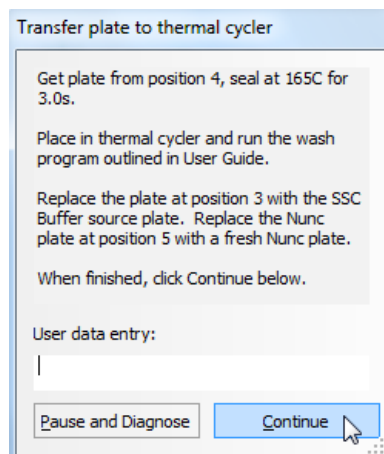 Transfer plate to thermal cycler
Get plate from position 4, seal at 165C for
3.0s.
Place in thermal cycler and run the wash
program outlined in User Guide.
Replace the plate at position 3 with the SSC
Buffer source plate.  Replace the Nunc
plate at position 5 with a fresh Nunc plate.
When finished, click Continue below.
User data entry:
Pause and Diagnose
Continue